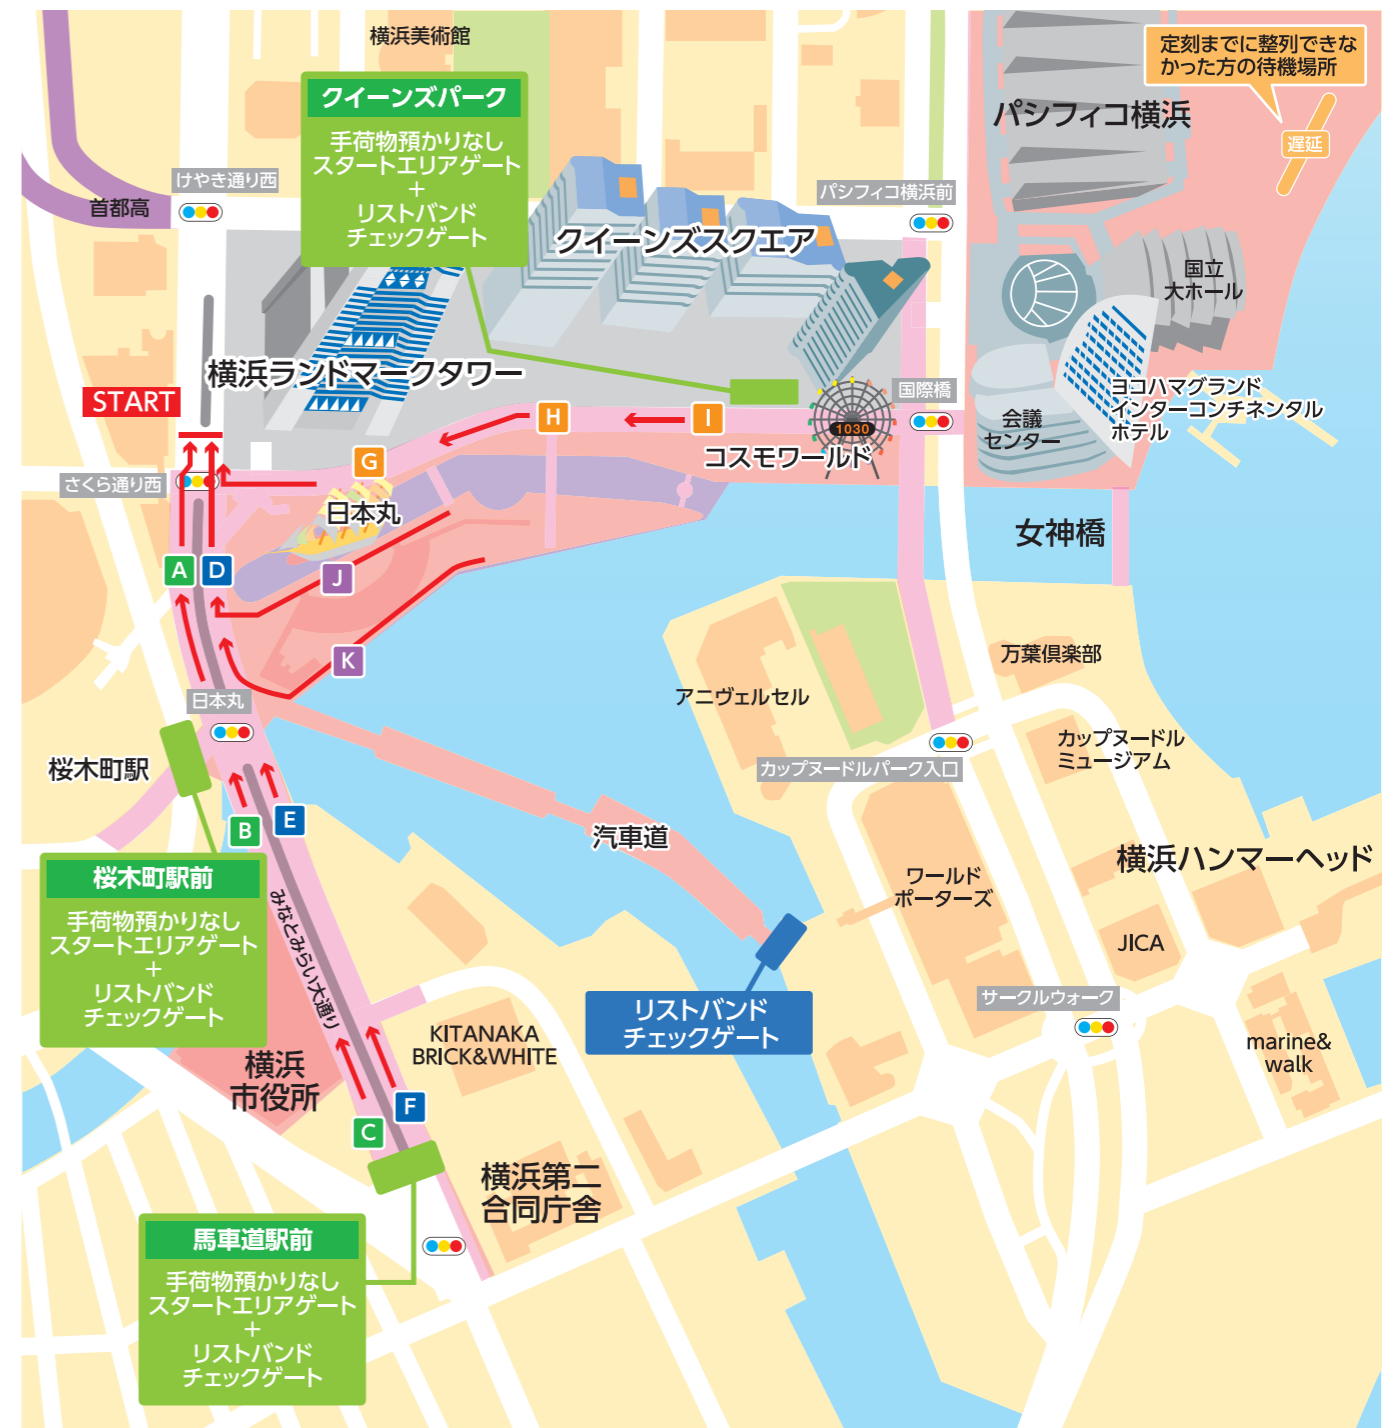 横浜美術館
定刻までに整列できな
かった方の待機場所
クイーンズパーク
手荷物預かりなし
スタートエリアゲート
+
リストバンド
チェックゲート
パシフィコ横浜
遅延
けやき通り西
首都高
パシフィコ横浜前
クイーンズスクエア
国立
大ホール
横浜ランドマークタワー
START
国際橋
ヨコハマグランド
インターコンチネンタル
ホテル
会議
センター
H
I
1030
コスモワールド
G
さくら通り西
日本丸
女神橋
A
D
J
K
万葉倶楽部
アニヴェルセル
日本丸
カップヌードル
ミュージアム
桜木町駅
カップヌードルパーク入口
B
E
汽車道
横浜ハンマーヘッド
桜木町駅前
手荷物預かりなし
スタートエリアゲート
+
リストバンド
チェックゲート
ワールド
ポーターズ
みなとみらい大通り
JICA
サークルウォーク
リストバンド
チェックゲート
KITANAKA
BRICK&WHITE
marine&
walk
横浜
市役所
F
C
横浜第二
合同庁舎
馬車道駅前
手荷物預かりなし
スタートエリアゲート
+
リストバンド
チェックゲート